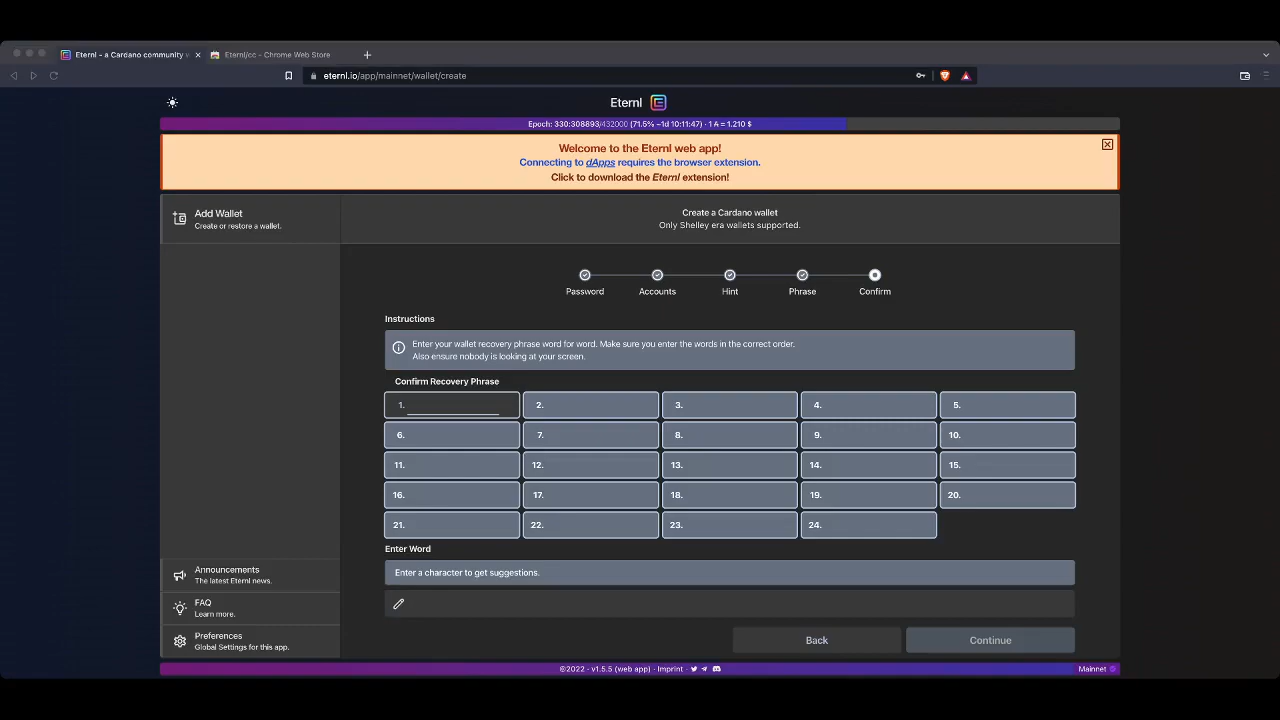 Eternl – a Cardano community w
Eternl/cc - Chrome Web Store
eternl.io/app/mainnet/wallet/create
Eternl
Epoch: 330:308893/432000 (71.5% ~1d 10:11:47) · 1 ₳ = 1.210 $
Welcome to the Eternl web app!
Connecting to dApps requires the browser extension.
Click to download the Eternl extension!
Add Wallet
Create or restore a wallet.
Create a Cardano wallet
Only Shelley era wallets supported.
Password Accounts Hint Phrase Confirm
Instructions
Enter your wallet recovery phrase word for word. Make sure you enter the words in the correct order.
Also ensure nobody is looking at your screen.
Confirm Recovery Phrase
1. 2. 3. 4. 5.
6. 7. 8. 9. 10.
11. 12. 13. 14. 15.
16. 17. 18. 19. 20.
21. 22. 23. 24.
Enter Word
Enter a character to get suggestions.
Back
Continue
Announcements
The latest Eternl news.
FAQ
Learn more.
Preferences
Global Settings for this app.
©2022 - v1.5.5 (web app) · Imprint ·
Mainnet